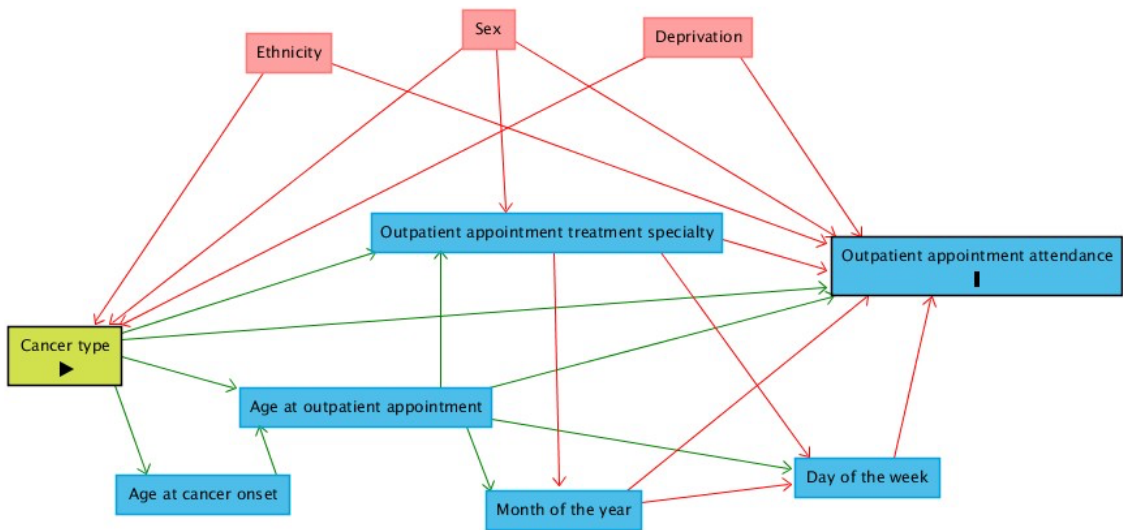 Sex
Deprivation
Ethnicity
Outpatient appointment treatment specialty
Outpatient appointment attendance
Cancer type
Age at outpatient appointment
Day of the week
Age at cancer onset
Month of the year